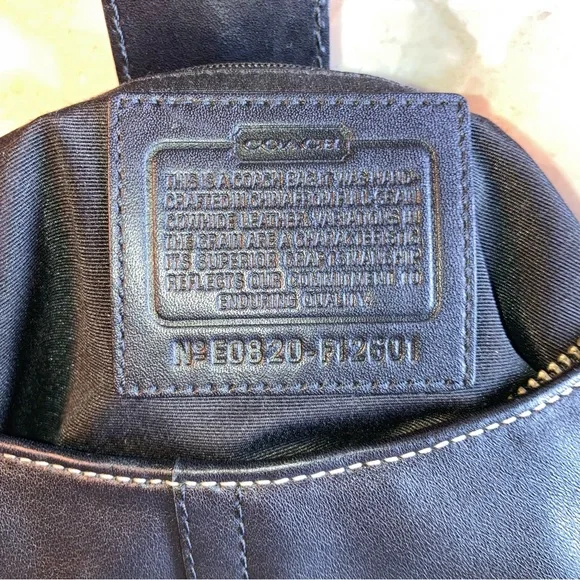 COACH
THIS IS A COACH BAG. IT WAS HAND
CRAFTED IN CHINA FROM FULL GRAIN
COWHIDE LEATHER. VARIATIONS IN
THE GRAIN ARE A CHARACTERISTIC
ITS SUPERIOR CRAFTSMANSHIP
REFLECTS OUR COMMITMENT TO
ENDURING QUALITY.
Nº E0820-F12601